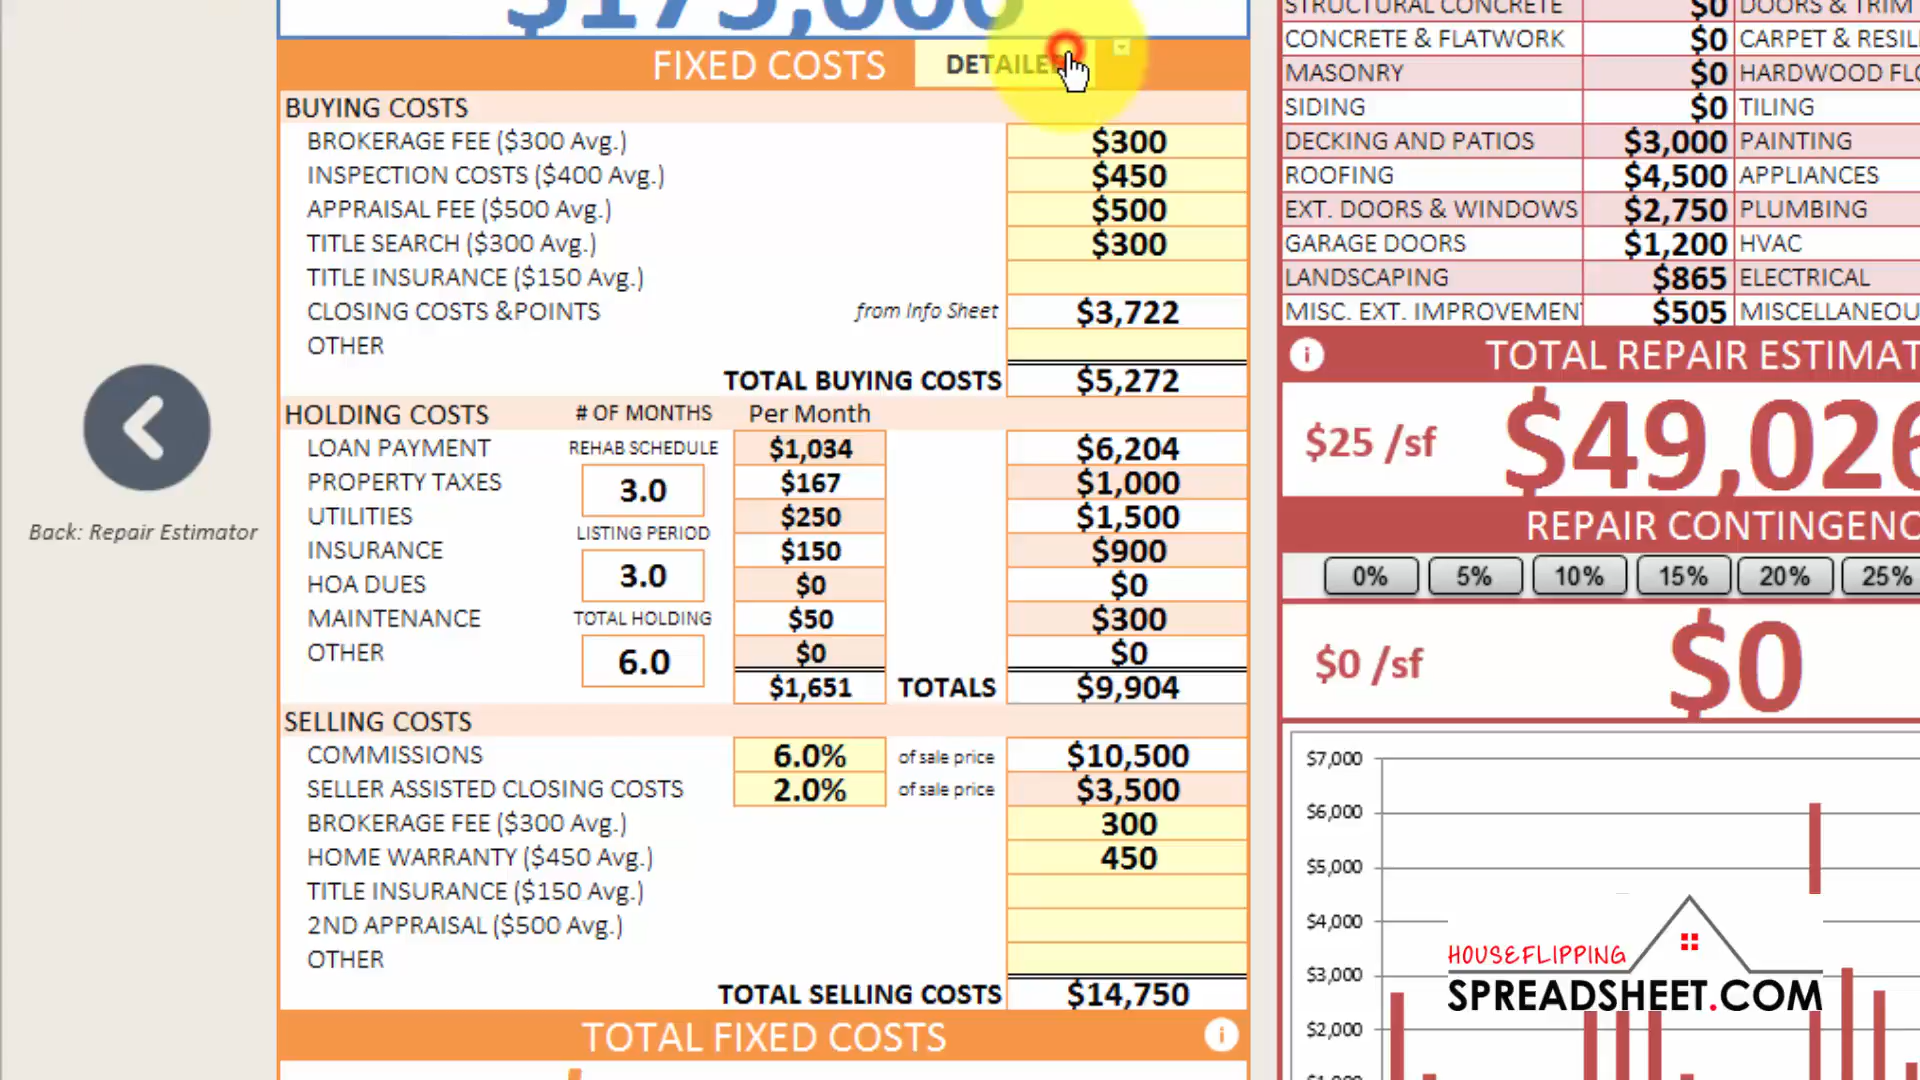 $175,000
FIXED COSTS DETAILED
BUYING COSTS
BROKERAGE FEE ($300 Avg.) $300
INSPECTION COSTS ($400 Avg.) $450
APPRAISAL FEE ($500 Avg.) $500
TITLE SEARCH ($300 Avg.) $300
TITLE INSURANCE ($150 Avg.)
CLOSING COSTS &POINTS from Info Sheet $3,722
OTHER
TOTAL BUYING COSTS $5,272
HOLDING COSTS # OF MONTHS Per Month
LOAN PAYMENT REHAB SCHEDULE $1,034 $6,204
PROPERTY TAXES 3.0 $167 $1,000
UTILITIES $250 $1,500
LISTING PERIOD
INSURANCE $150 $900
HOA DUES 3.0 $0 $0
MAINTENANCE TOTAL HOLDING $50 $300
OTHER 6.0 $0 $0
$1,651 TOTALS $9,904
SELLING COSTS
COMMISSIONS 6.0% of sale price $10,500
SELLER ASSISTED CLOSING COSTS 2.0% of sale price $3,500
BROKERAGE FEE ($300 Avg.) 300
HOME WARRANTY ($450 Avg.) 450
TITLE INSURANCE ($150 Avg.)
2ND APPRAISAL ($500 Avg.)
OTHER
TOTAL SELLING COSTS $14,750
TOTAL FIXED COSTS i
Back: Repair Estimator
STRUCTURAL CONCRETE $0 DOORS & TRIM
CONCRETE & FLATWORK $0 CARPET & RESIL
MASONRY $0 HARDWOOD FLO
SIDING $0 TILING
DECKING AND PATIOS $3,000 PAINTING
ROOFING $4,500 APPLIANCES
EXT. DOORS & WINDOWS $2,750 PLUMBING
GARAGE DOORS $1,200 HVAC
LANDSCAPING $865 ELECTRICAL
MISC. EXT. IMPROVEMENT $505 MISCELLANEOU
i TOTAL REPAIR ESTIMAT
$25 /sf $49,026
REPAIR CONTINGENC
0% 5% 10% 15% 20% 25%
$0 /sf $0
$7,000
$6,000
$5,000
$4,000
$3,000
$2,000
HOUSEFLIPPING
SPREADSHEET.COM